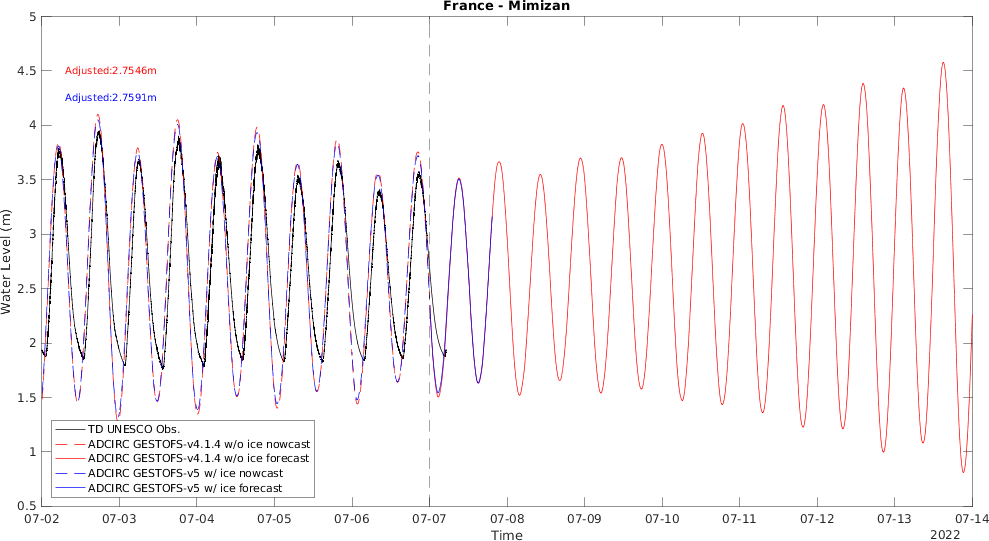 France - Mimizan
5
4.5
4
3.5
3
2.5
2
1.5
1
0.5
Water Level (m)
Adjusted:2.7546m
Adjusted:2.7591m
TD UNESCO Obs.
ADCIRC GESTOFS-v4.1.4 w/o ice nowcast
ADCIRC GESTOFS-v4.1.4 w/o ice forecast
ADCIRC GESTOFS-v5 w/ ice nowcast
ADCIRC GESTOFS-v5 w/ ice forecast
07-02 07-03 07-04 07-05 07-06 07-07 07-08 07-09 07-10 07-11 07-12 07-13 07-14
Time
2022